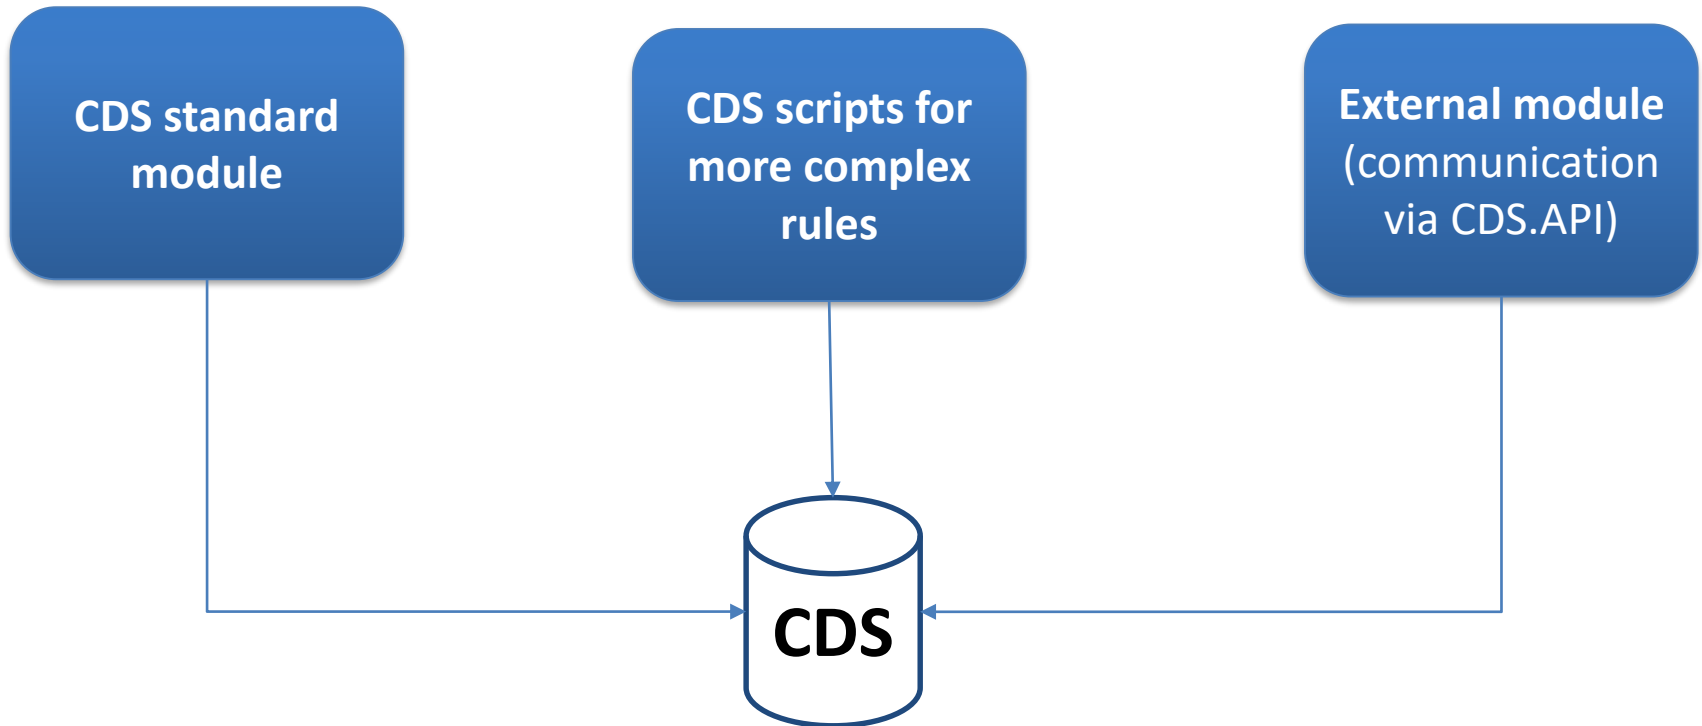 CDS standard
module
CDS scripts for
more complex
rules
External module
(communication
via CDS.API)
CDS